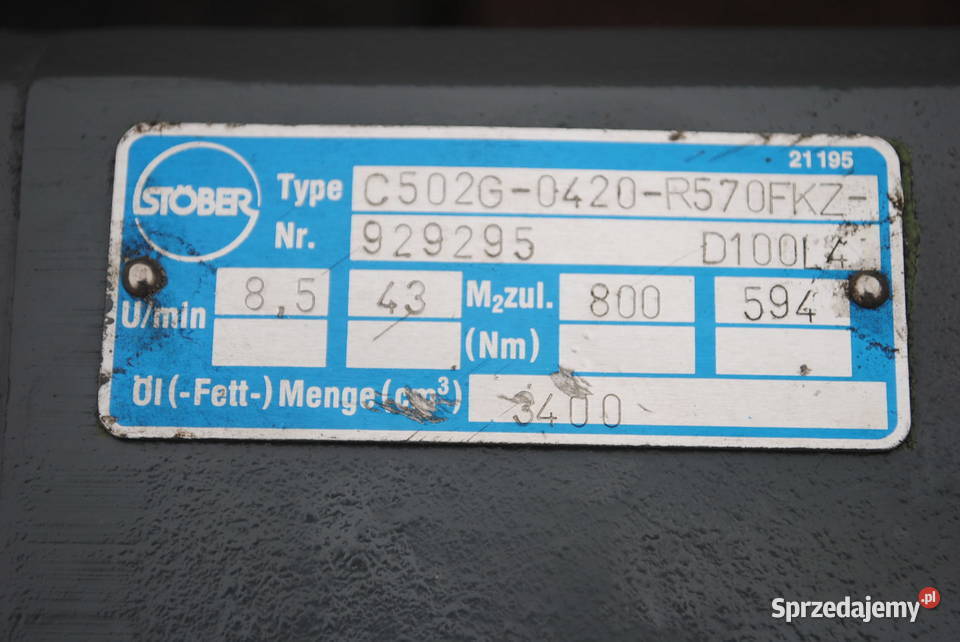 21195
STÖBER
Type C502G-0420-R570FKZ-
Nr. 929295 D100L4
U/min 8,5 43 M₂zul. (Nm) 800 594
Öl (-Fett-) Menge (cm³) 3400
Sprzedajemy.pl